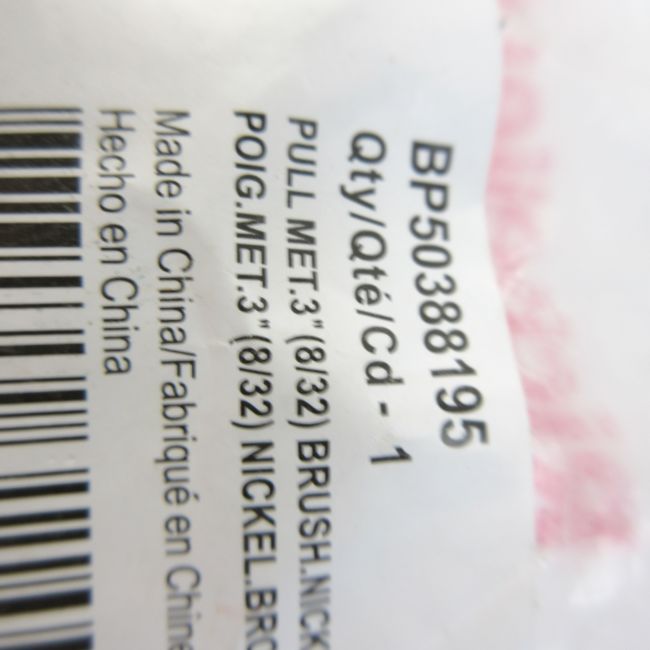 BP50388195
Qty/Qté/Cd - 1
PULL MET.3" (8/32) BRUSH.NICK
POIG.MET.3" (8/32) NICKEL.BRO
Made in China/Fabriqué en Chine
Hecho en China